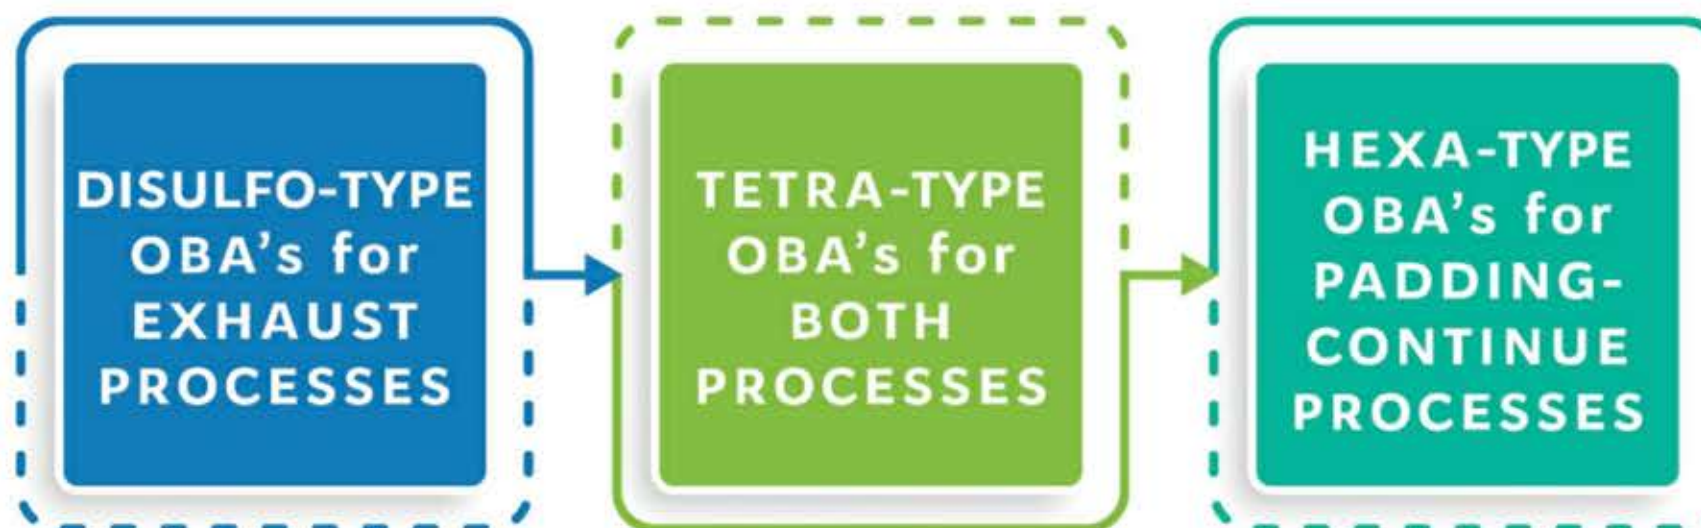 DISULFO-TYPE
OBA's for
EXHAUST
PROCESSES
TETRA-TYPE
OBA's for
BOTH
PROCESSES
HEXA-TYPE
OBA's for
PADDING-
CONTINUE
PROCESSES